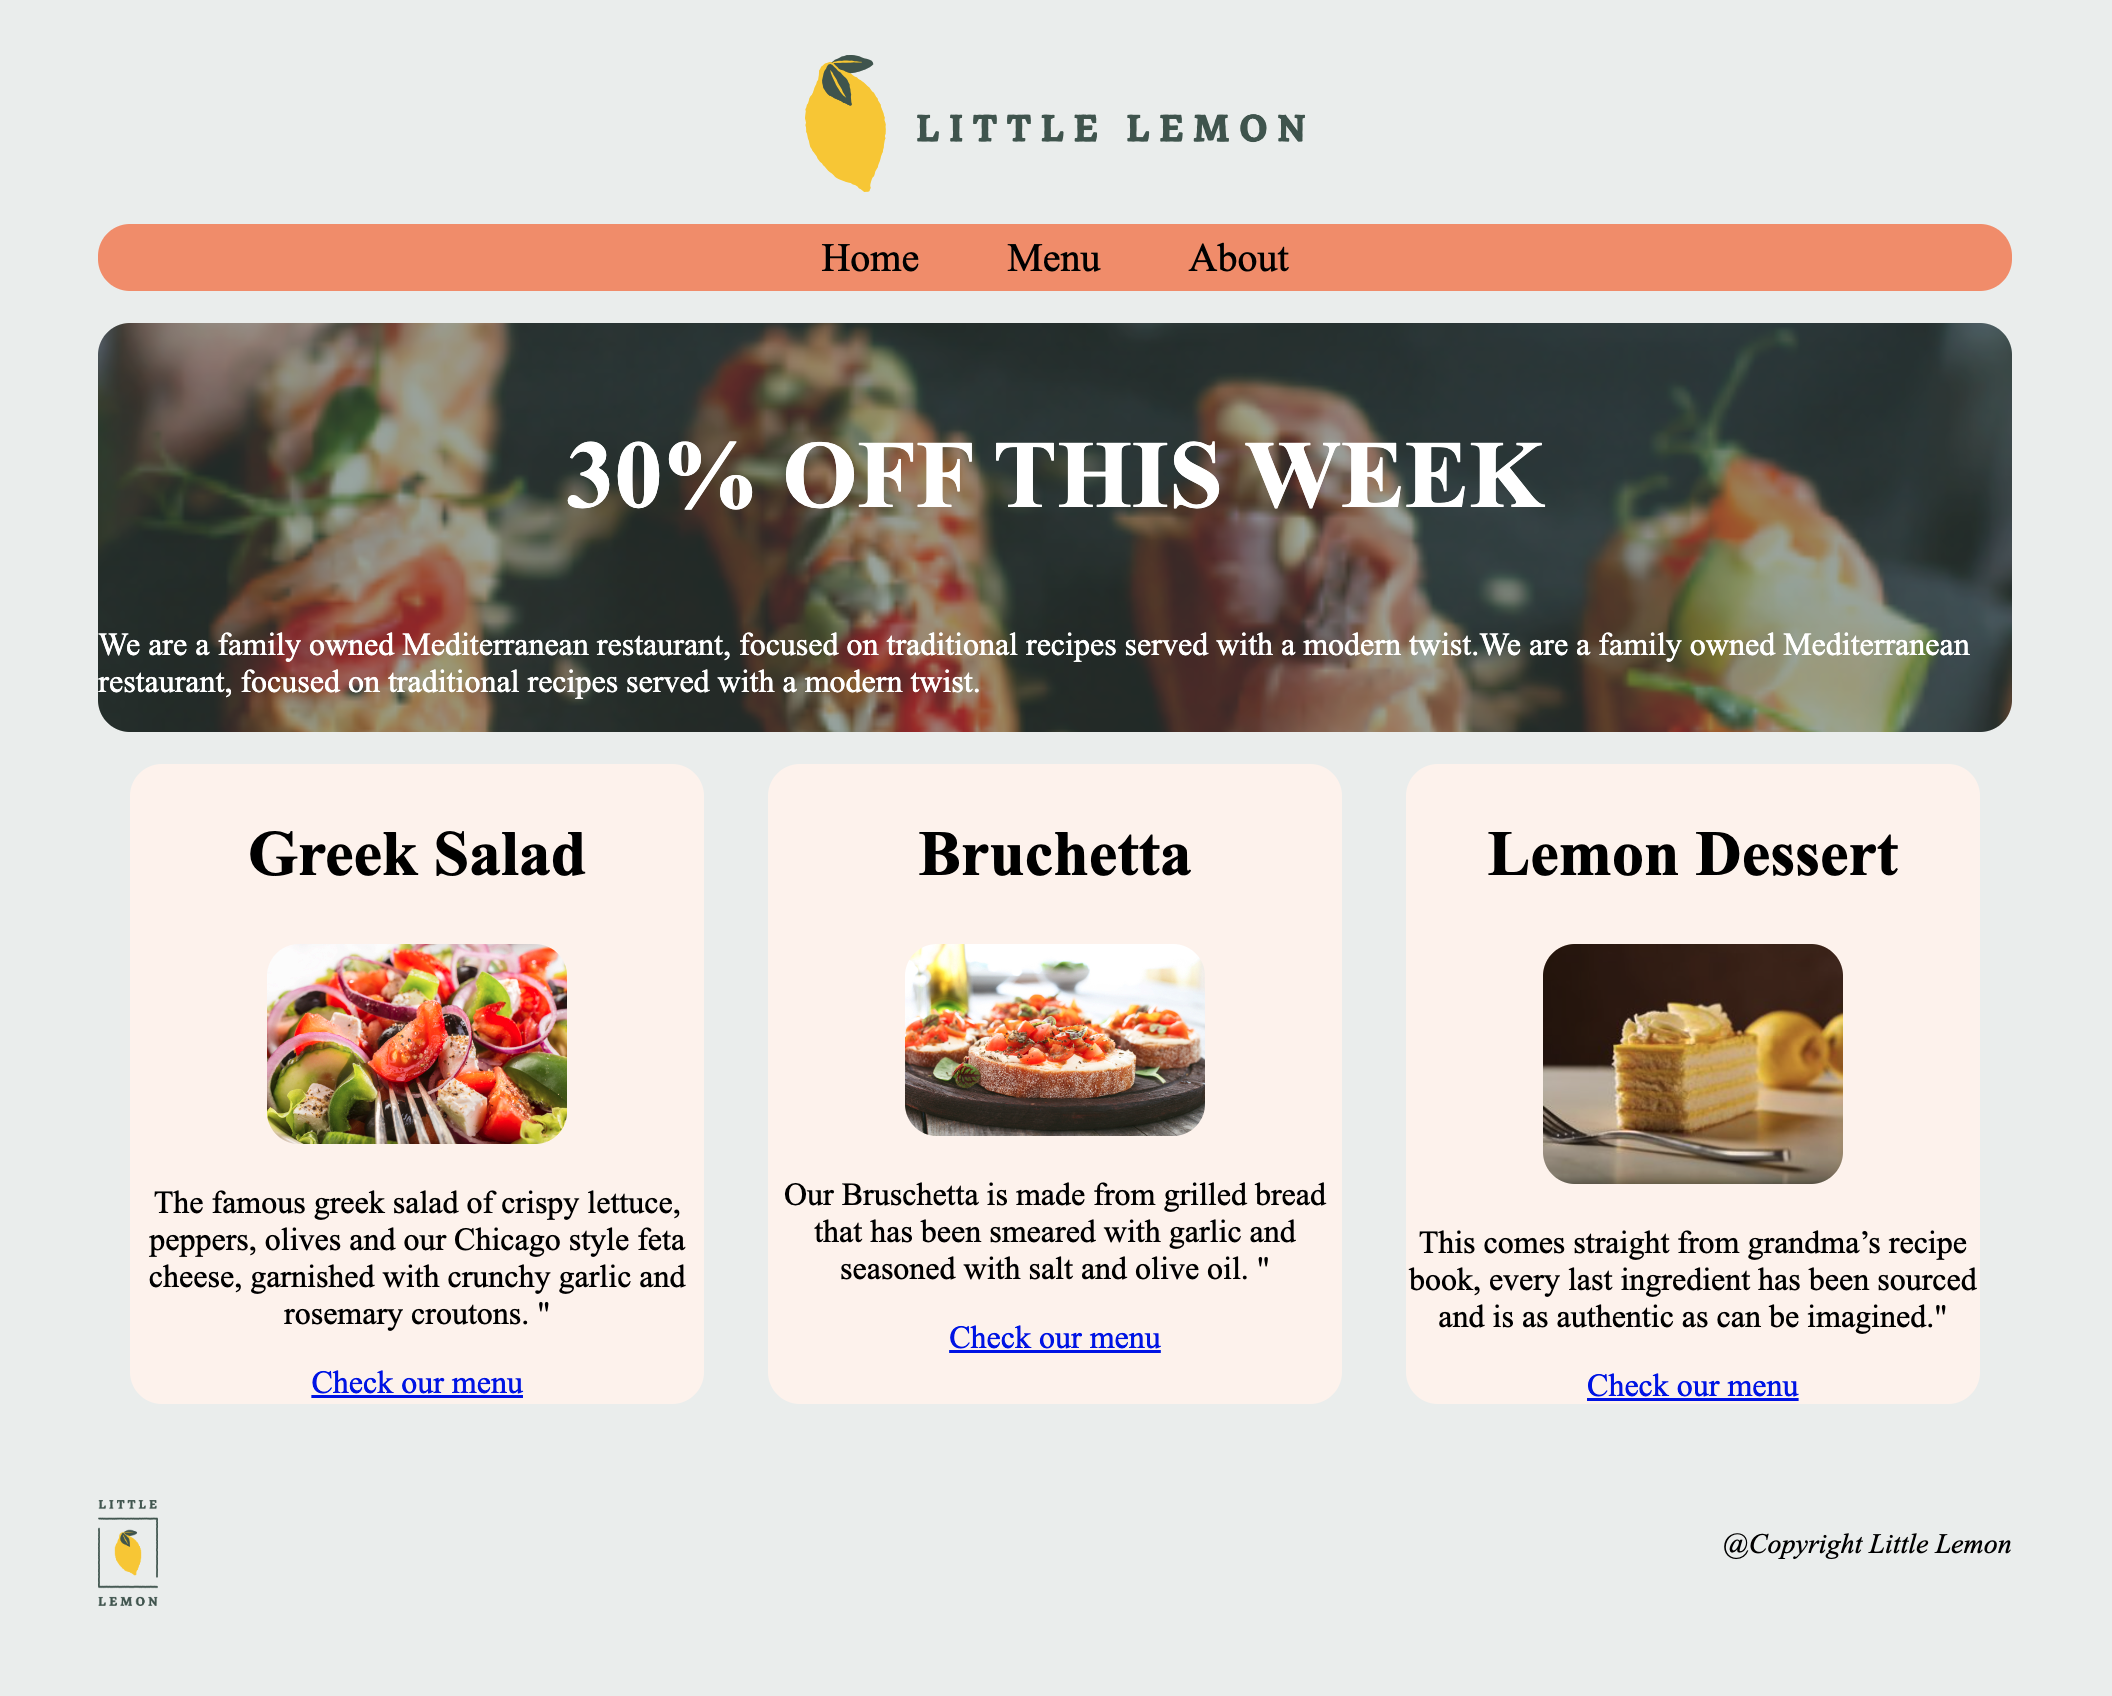 LITTLE LEMON
Home Menu About
30% OFF THIS WEEK
We are a family owned Mediterranean restaurant, focused on traditional recipes served with a modern twist.We are a family owned Mediterranean
restaurant, focused on traditional recipes served with a modern twist.
Greek Salad
The famous greek salad of crispy lettuce,
peppers, olives and our Chicago style feta
cheese, garnished with crunchy garlic and
rosemary croutons. "
Check our menu
Bruchetta
Our Bruschetta is made from grilled bread
that has been smeared with garlic and
seasoned with salt and olive oil. "
Check our menu
Lemon Dessert
This comes straight from grandma’s recipe
book, every last ingredient has been sourced
and is as authentic as can be imagined."
Check our menu
LITTLE
LEMON
@Copyright Little Lemon